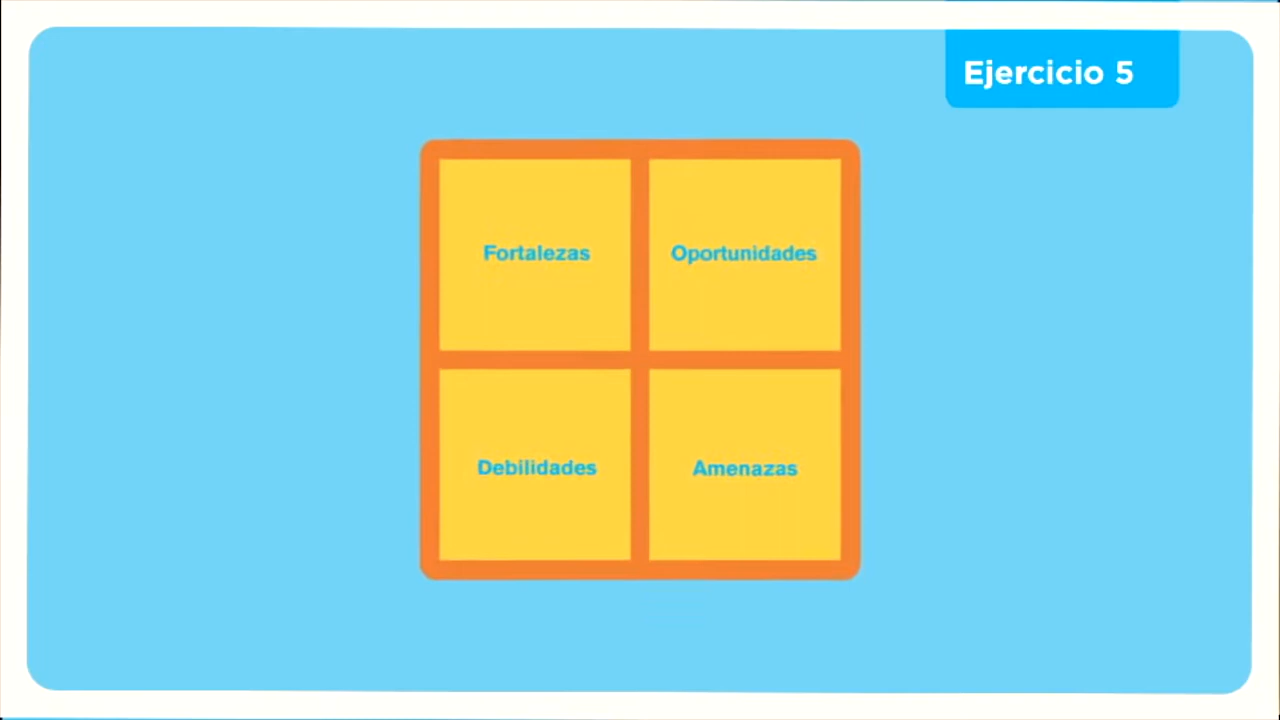 Ejercicio 5
Fortalezas
Oportunidades
Debilidades
Amenazas